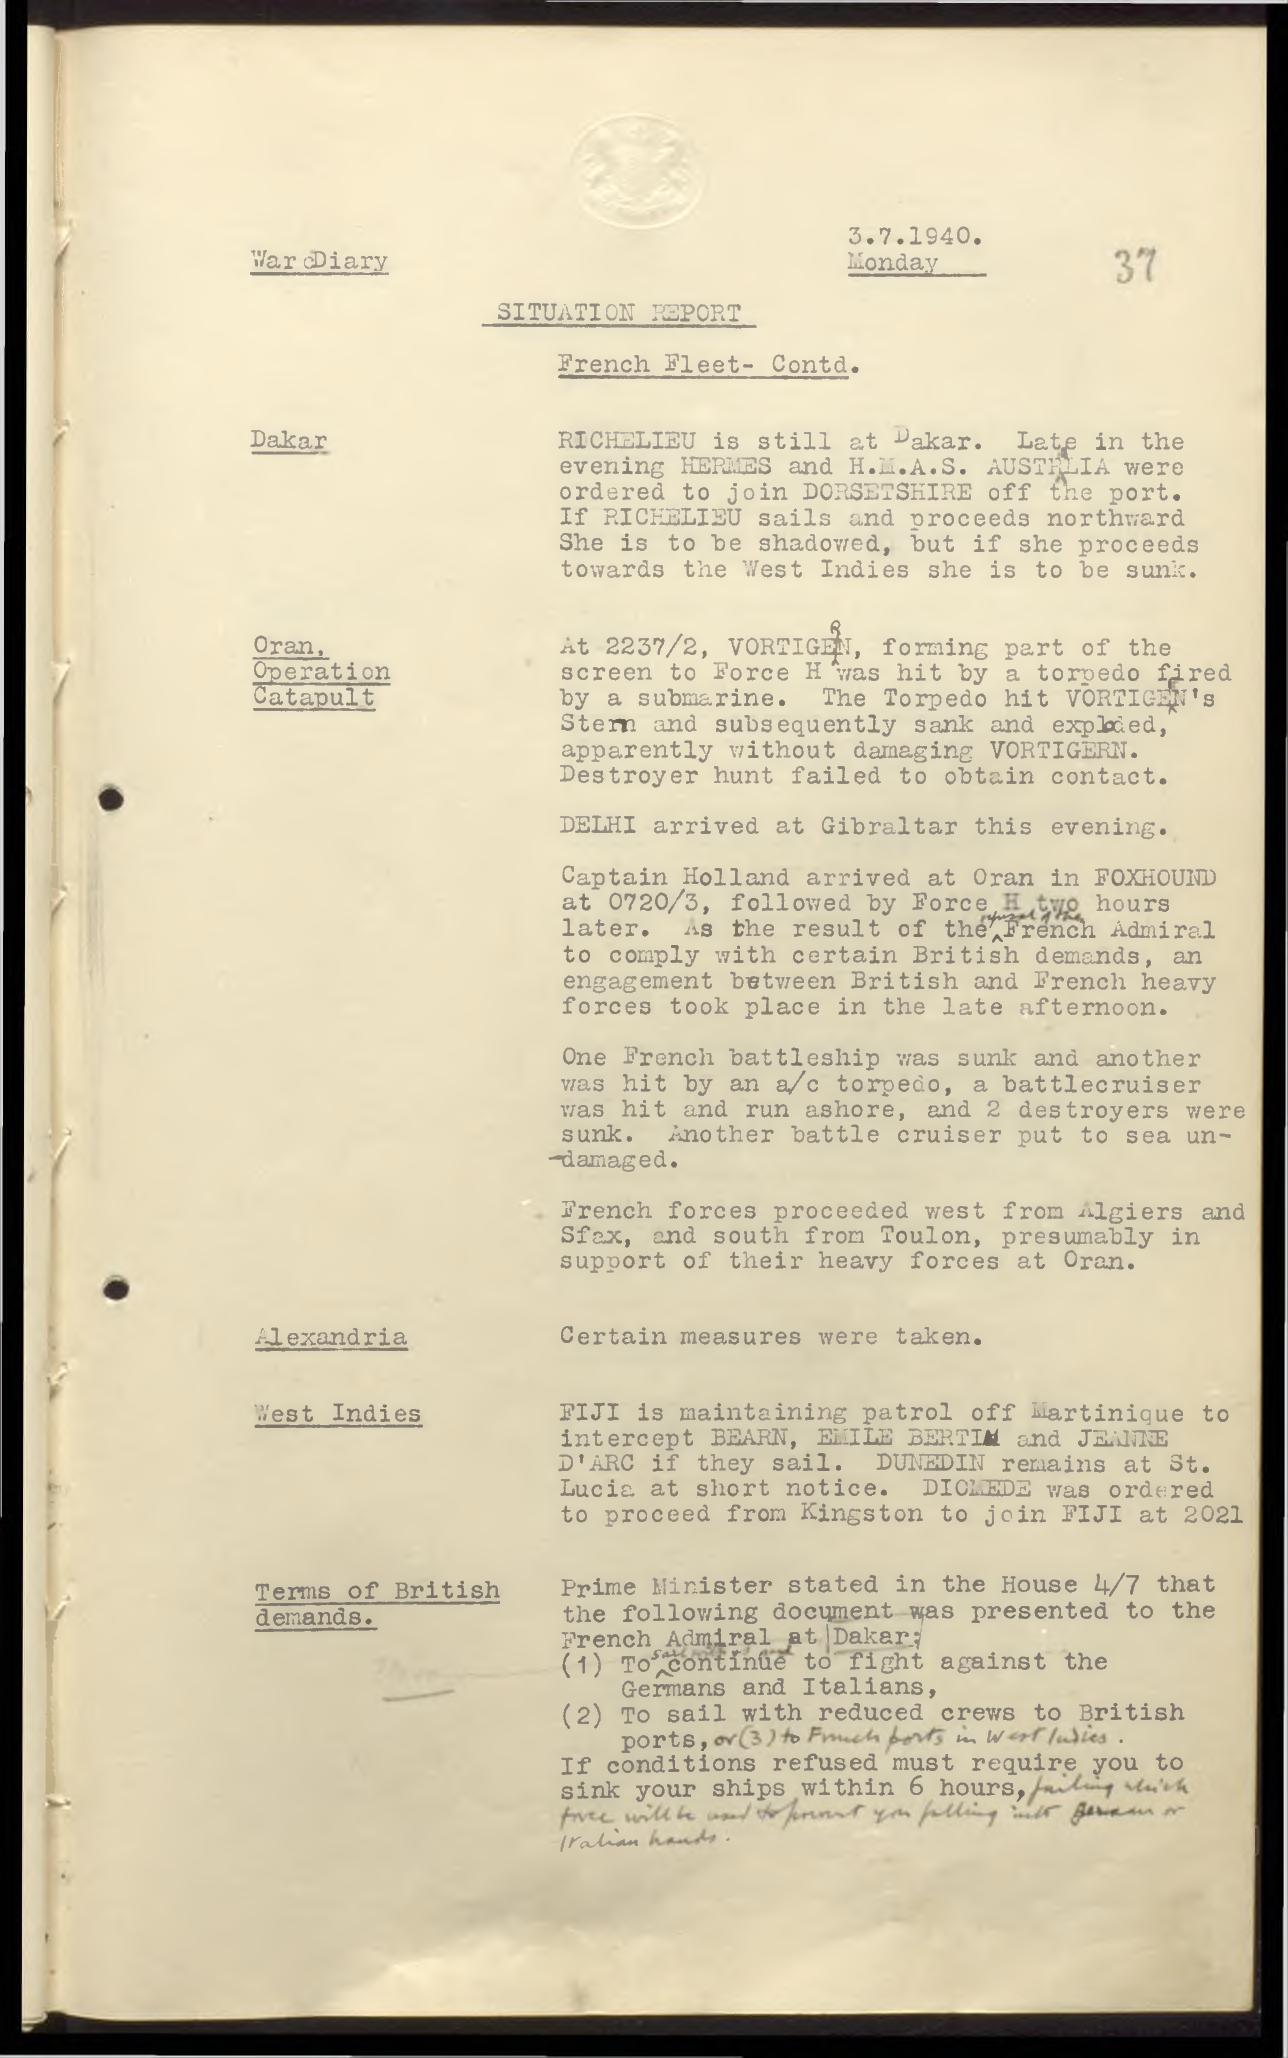 3.7.1940.
War Diary
Monday
37
SITUATION REPORT
French Fleet- Contd.
Dakar
RICHELIEU is still at Dakar. Late in the
evening HERMES and H.M.A.S. AUSTRLIA were
ordered to join DORSETSHIRE off the port.
If RICHELIEU sails and proceeds northward
She is to be shadowed, but if she proceeds
towards the West Indies she is to be sunk.
Oran,
Operation
Catapult
At 2237/2, VORTIGERN, forming part of the
screen to Force H was hit by a torpedo fired
by a submarine. The Torpedo hit VORTIGERN's
Stern and subsequently sank and exploded,
apparently without damaging VORTIGERN.
Destroyer hunt failed to obtain contact.
DELHI arrived at Gibraltar this evening.
Captain Holland arrived at Oran in FOXHOUND
at 0720/3, followed by Force H two hours
later. As the result of the refusal of the French Admiral
to comply with certain British demands, an
engagement between British and French heavy
forces took place in the late afternoon.
One French battleship was sunk and another
was hit by an a/c torpedo, a battlecruiser
was hit and run ashore, and 2 destroyers were
sunk. Another battle cruiser put to sea un-
-damaged.
French forces proceeded west from Algiers and
Sfax, and south from Toulon, presumably in
support of their heavy forces at Oran.
Alexandria
Certain measures were taken.
West Indies
FIJI is maintaining patrol off Martinique to
intercept BEARN, EMILE BERTIN and JEANNE
D'ARC if they sail. DUNEDIN remains at St.
Lucia at short notice. DIOMEDE was ordered
to proceed from Kingston to join FIJI at 2021
Terms of British
demands.
Prime Minister stated in the House 4/7 that
the following document was presented to the
French Admiral at Dakar:
(1) To sail with us and continue to fight against the
Germans and Italians,
(2) To sail with reduced crews to British
ports, or (3) to French ports in West Indies.
If conditions refused must require you to
sink your ships within 6 hours, failing which
force will be used to prevent you falling into German or
Italian hands.